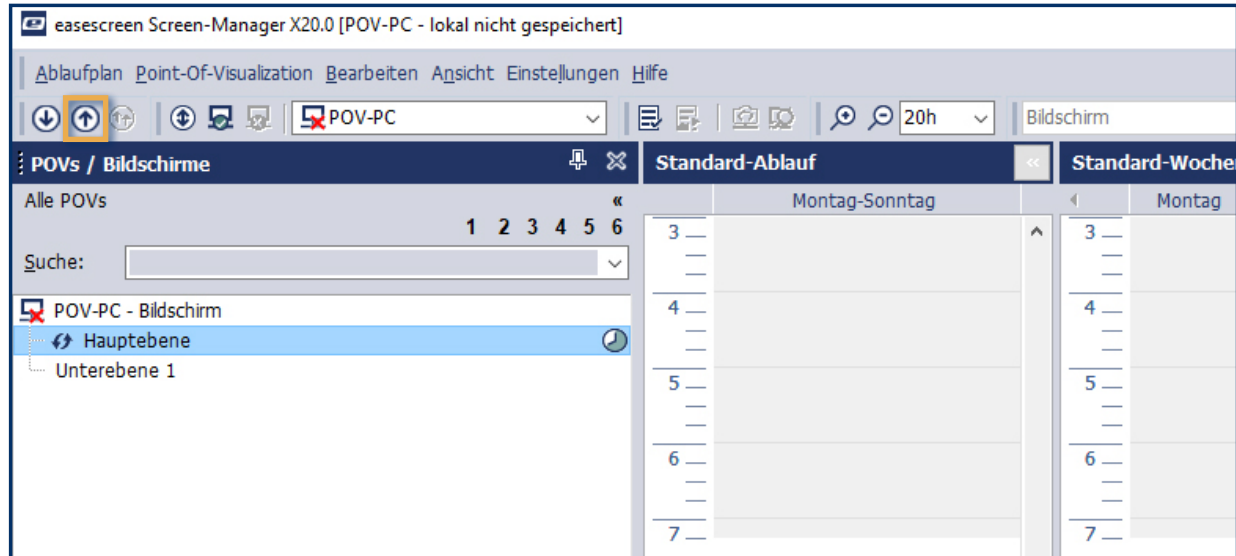 easescreen Screen-Manager X20.0 [POV-PC - lokal nicht gespeichert]
Ablaufplan Point-Of-Visualization Bearbeiten Ansicht Einstellungen Hilfe
POV-PC 20h Bildschirm
POVs / Bildschirme
Alle POVs «
1 2 3 4 5 6
Suche:
POV-PC - Bildschirm
Hauptebene
Unterebene 1
Standard-Ablauf «
Montag-Sonntag
3
4
5
6
7
Standard-Woche
Montag
3
4
5
6
7